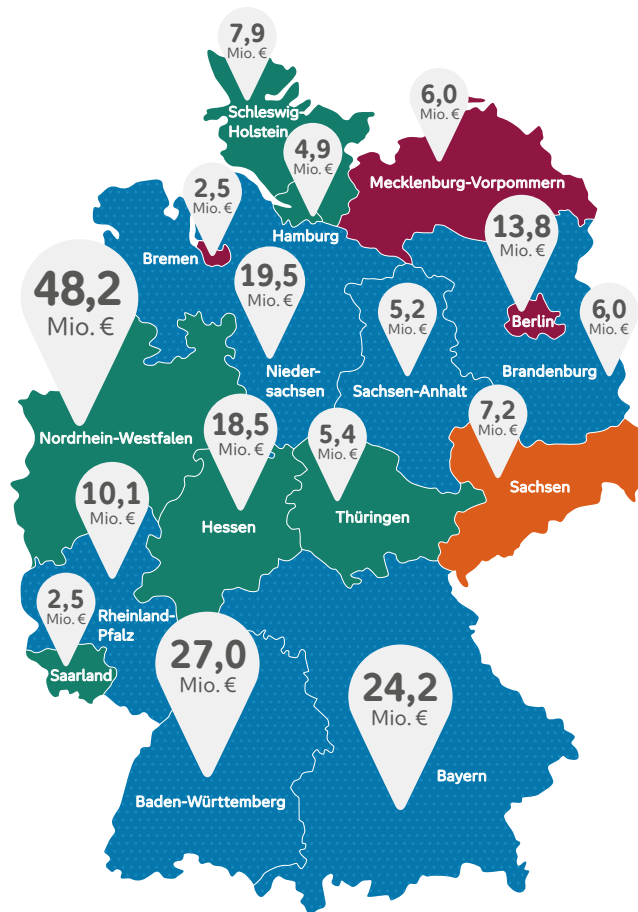 7,9
Mio. €
Schleswig-
Holstein
6,0
Mio. €
4,9
Mio. €
Mecklenburg-Vorpommern
2,5
Mio. €
Hamburg
13,8
Mio. €
Bremen
48,2
Mio. €
19,5
Mio. €
5,2
Mio. €
Berlin
6,0
Mio. €
Nieder-
sachsen
Sachsen-Anhalt
Brandenburg
Nordrhein-Westfalen
18,5
Mio. €
5,4
Mio. €
7,2
Mio. €
10,1
Mio. €
Hessen
Thüringen
Sachsen
2,5
Mio. €
Rheinland-
Pfalz
Saarland
27,0
Mio. €
24,2
Mio. €
Baden-Württemberg
Bayern